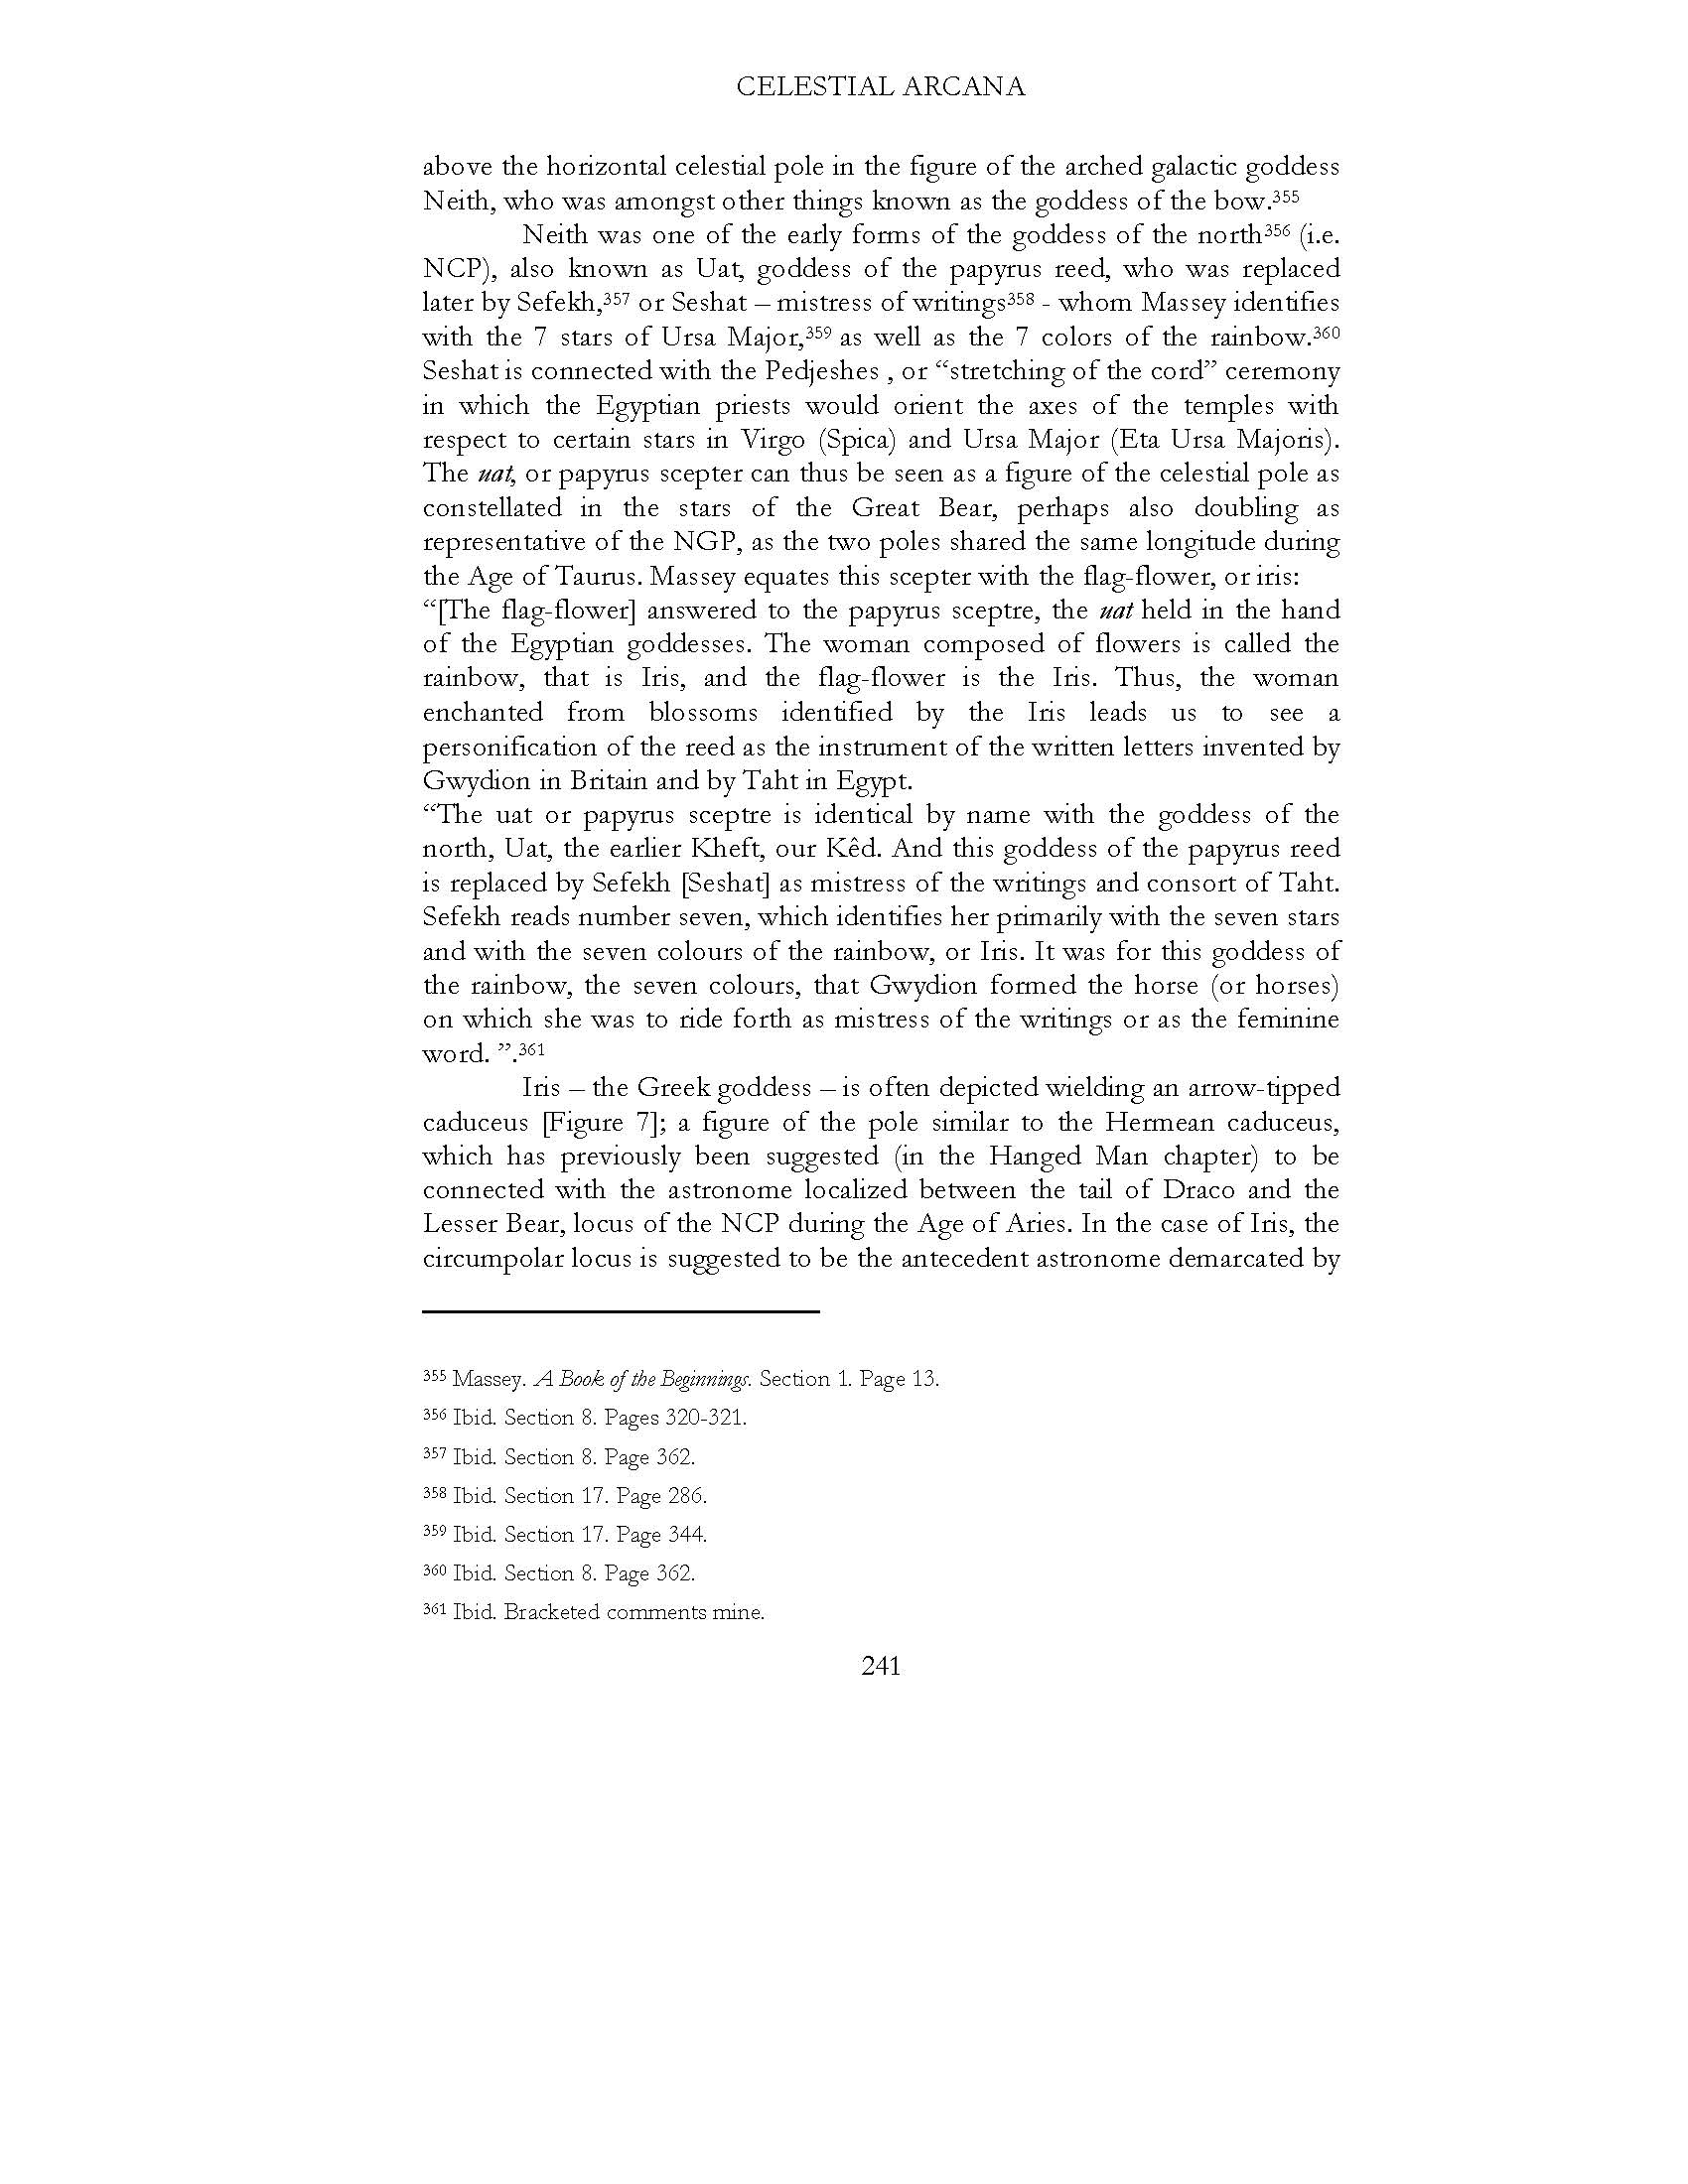 CELESTIAL ARCANA
above the horizontal celestial pole in the figure of the arched galactic goddess
Neith, who was amongst other things known as the goddess of the bow.355
Neith was one of the early forms of the goddess of the north356 (i.e.
NCP), also known as Uat, goddess of the papyrus reed, who was replaced
later by Sefekh,357 or Seshat – mistress of writings358 - whom Massey identifies
with the 7 stars of Ursa Major,359 as well as the 7 colors of the rainbow.360
Seshat is connected with the Pedjeshes , or “stretching of the cord” ceremony
in which the Egyptian priests would orient the axes of the temples with
respect to certain stars in Virgo (Spica) and Ursa Major (Eta Ursa Majoris).
The uat, or papyrus scepter can thus be seen as a figure of the celestial pole as
constellated in the stars of the Great Bear, perhaps also doubling as
representative of the NGP, as the two poles shared the same longitude during
the Age of Taurus. Massey equates this scepter with the flag-flower, or iris:
“[The flag-flower] answered to the papyrus sceptre, the uat held in the hand
of the Egyptian goddesses. The woman composed of flowers is called the
rainbow, that is Iris, and the flag-flower is the Iris. Thus, the woman
enchanted from blossoms identified by the Iris leads us to see a
personification of the reed as the instrument of the written letters invented by
Gwydion in Britain and by Taht in Egypt.
“The uat or papyrus sceptre is identical by name with the goddess of the
north, Uat, the earlier Kheft, our Kêd. And this goddess of the papyrus reed
is replaced by Sefekh [Seshat] as mistress of the writings and consort of Taht.
Sefekh reads number seven, which identifies her primarily with the seven stars
and with the seven colours of the rainbow, or Iris. It was for this goddess of
the rainbow, the seven colours, that Gwydion formed the horse (or horses)
on which she was to ride forth as mistress of the writings or as the feminine
word. ”.361
Iris – the Greek goddess – is often depicted wielding an arrow-tipped
caduceus [Figure 7]; a figure of the pole similar to the Hermean caduceus,
which has previously been suggested (in the Hanged Man chapter) to be
connected with the astronome localized between the tail of Draco and the
Lesser Bear, locus of the NCP during the Age of Aries. In the case of Iris, the
circumpolar locus is suggested to be the antecedent astronome demarcated by
355 Massey. A Book of the Beginnings. Section 1. Page 13.
356 Ibid. Section 8. Pages 320-321.
357 Ibid. Section 8. Page 362.
358 Ibid. Section 17. Page 286.
359 Ibid. Section 17. Page 344.
360 Ibid. Section 8. Page 362.
361 Ibid. Bracketed comments mine.
241